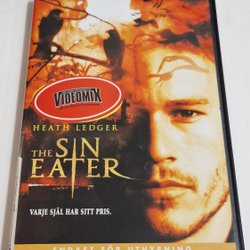 VIDEOMIX
HEATH LEDGER
THE SIN
EATER
VARJE SJÄL HAR SITT PRIS.
ENDAST FÖR UTHYRNING